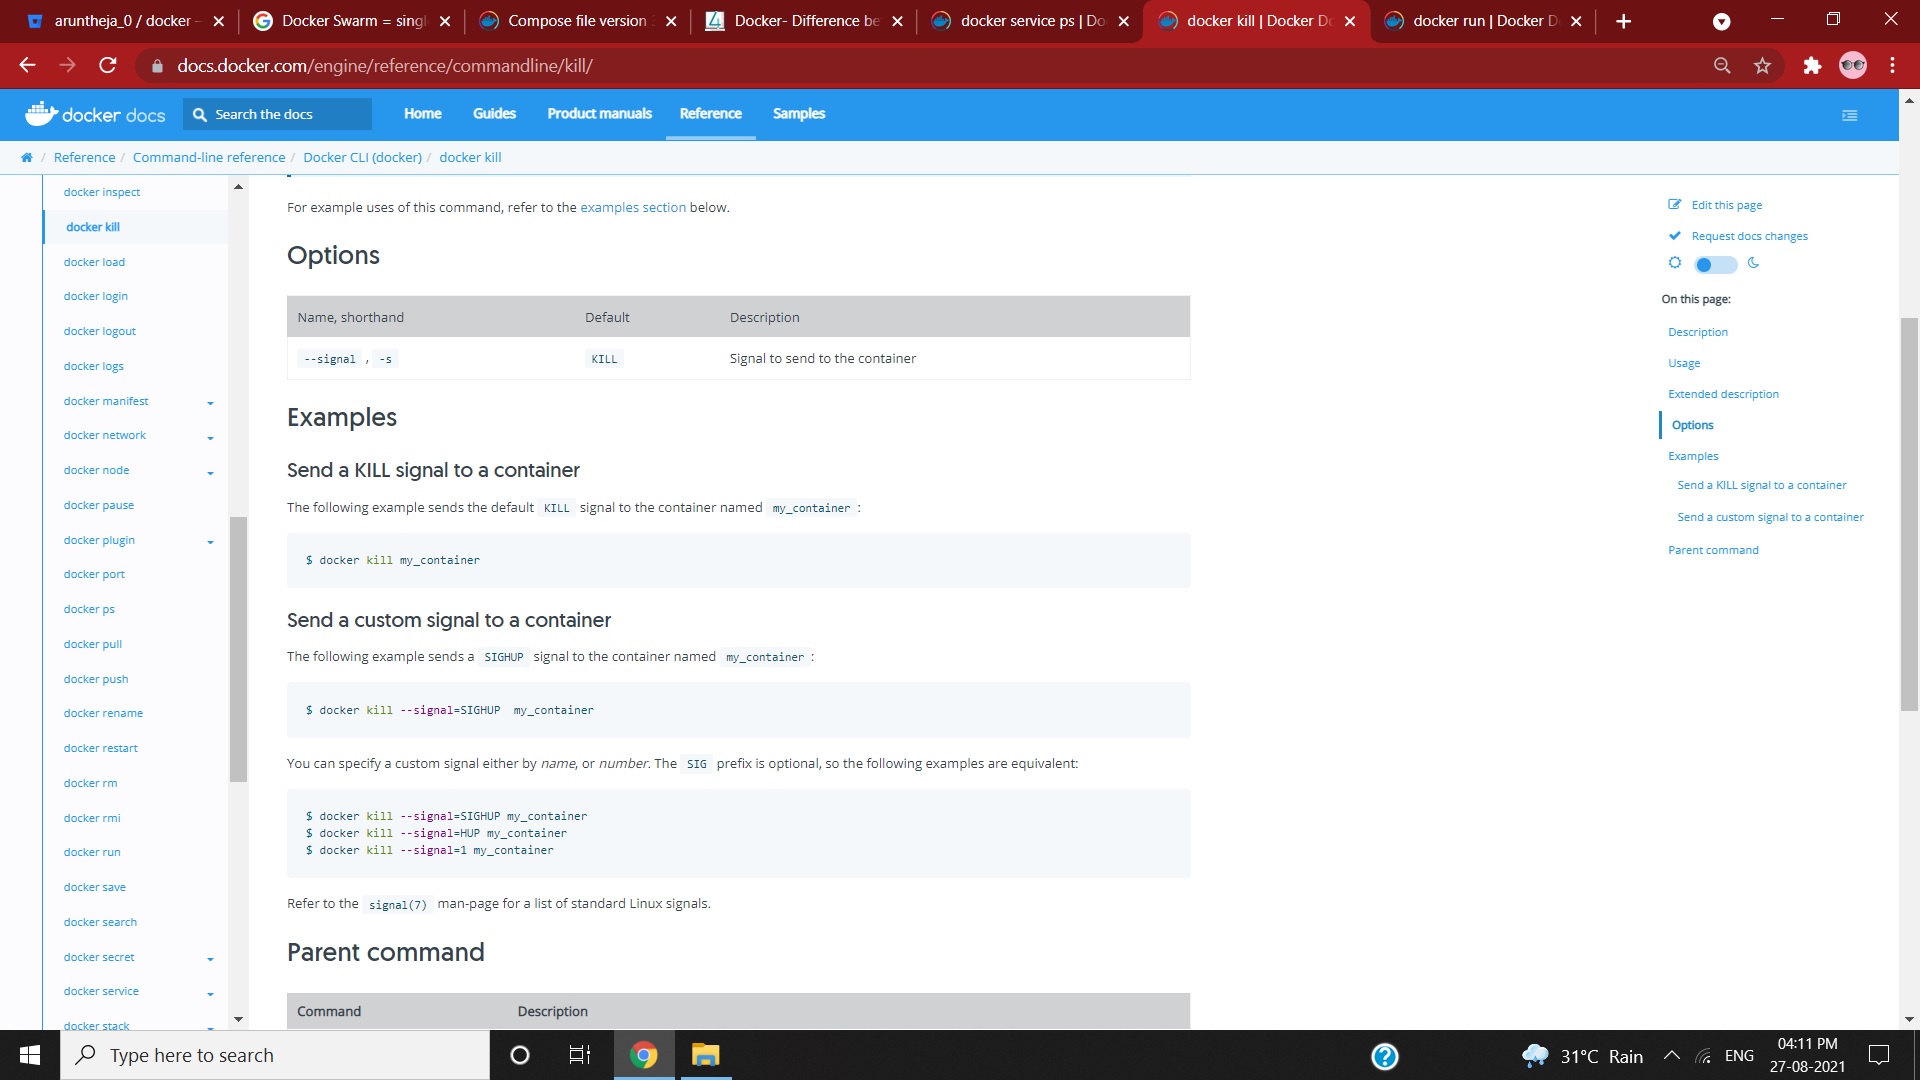 aruntheja_0 / docker –
Docker Swarm = singl
Compose file version 3
Docker- Difference be
docker service ps | Do
docker kill | Docker Do
docker run | Docker D
docs.docker.com/engine/reference/commandline/kill/
docker docs
Search the docs
Home
Guides
Product manuals
Reference
Samples
/ Reference / Command-line reference / Docker CLI (docker) / docker kill
docker inspect
docker kill
docker load
docker login
docker logout
docker logs
docker manifest
docker network
docker node
docker pause
docker plugin
docker port
docker ps
docker pull
docker push
docker rename
docker restart
docker rm
docker rmi
docker run
docker save
docker search
docker secret
docker service
docker stack
For example uses of this command, refer to the examples section below.
Options
Name, shorthand Default Description
--signal , -s KILL Signal to send to the container
Examples
Send a KILL signal to a container
The following example sends the default KILL signal to the container named my_container :
$ docker kill my_container
Send a custom signal to a container
The following example sends a SIGHUP signal to the container named my_container :
$ docker kill --signal=SIGHUP  my_container
You can specify a custom signal either by name, or number. The SIG prefix is optional, so the following examples are equivalent:
$ docker kill --signal=SIGHUP my_container
$ docker kill --signal=HUP my_container
$ docker kill --signal=1 my_container
Refer to the signal(7) man-page for a list of standard Linux signals.
Parent command
Command Description
Edit this page
Request docs changes
On this page:
Description
Usage
Extended description
Options
Examples
Send a KILL signal to a container
Send a custom signal to a container
Parent command
Type here to search
31°C Rain
ENG
04:11 PM
27-08-2021